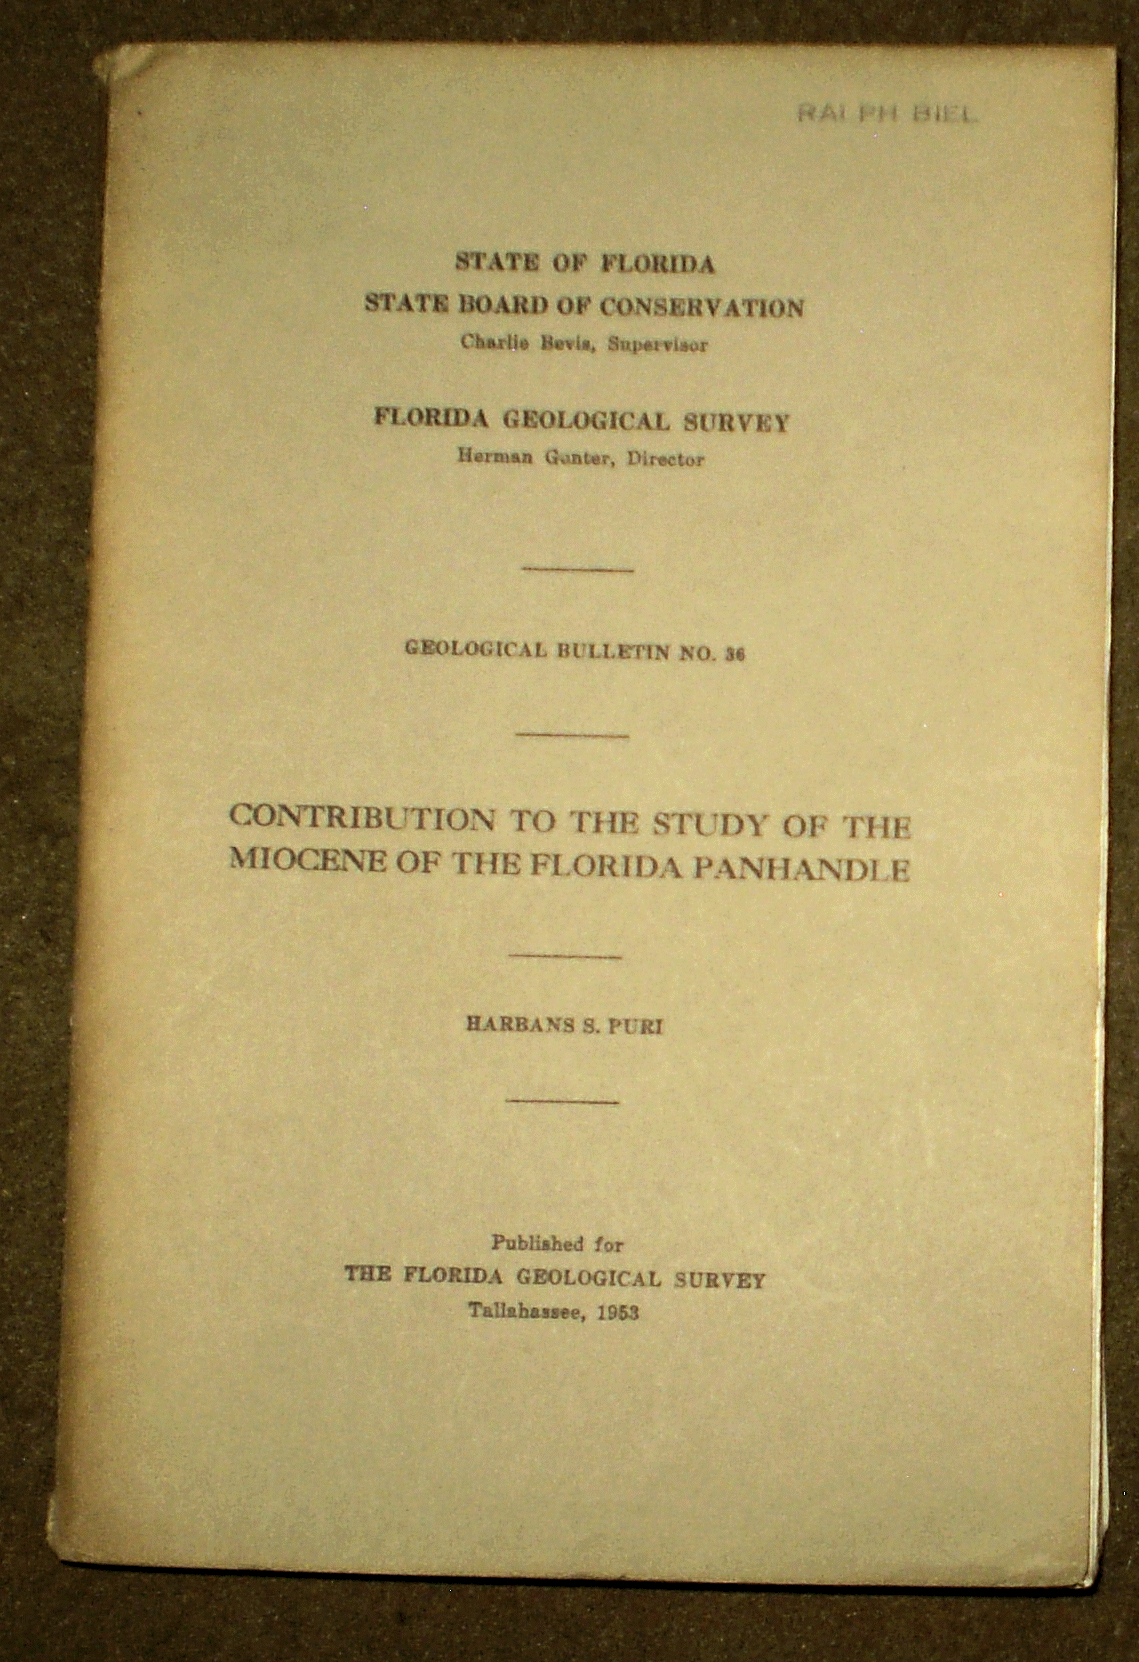 RALPH BIEL
STATE OF FLORIDA
STATE BOARD OF CONSERVATION
Charlie Bevis, Supervisor
FLORIDA GEOLOGICAL SURVEY
Herman Gunter, Director
GEOLOGICAL BULLETIN NO. 36
CONTRIBUTION TO THE STUDY OF THE
MIOCENE OF THE FLORIDA PANHANDLE
HARBANS S. PURI
Published for
THE FLORIDA GEOLOGICAL SURVEY
Tallahassee, 1953